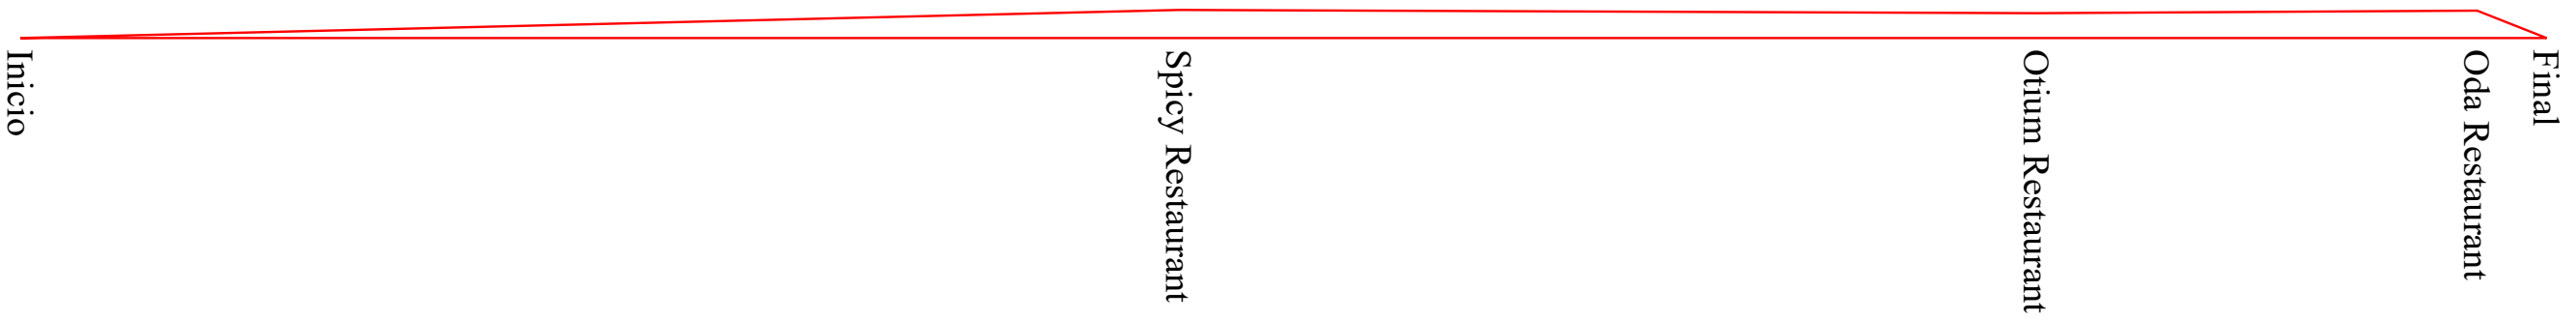 Inicio
Spicy Restaurant
Otium Restaurant
Oda Restaurant
Final